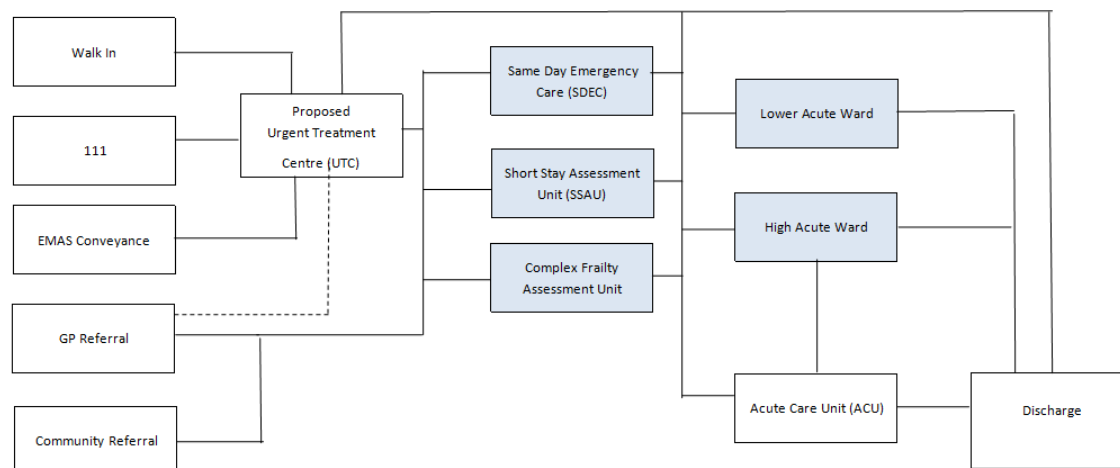 Walk In
111
EMAS Conveyance
GP Referral
Community Referral
Proposed
Urgent Treatment
Centre (UTC)
Same Day Emergency
Care (SDEC)
Short Stay Assessment
Unit (SSAU)
Complex Frailty
Assessment Unit
Lower Acute Ward
High Acute Ward
Acute Care Unit (ACU)
Discharge